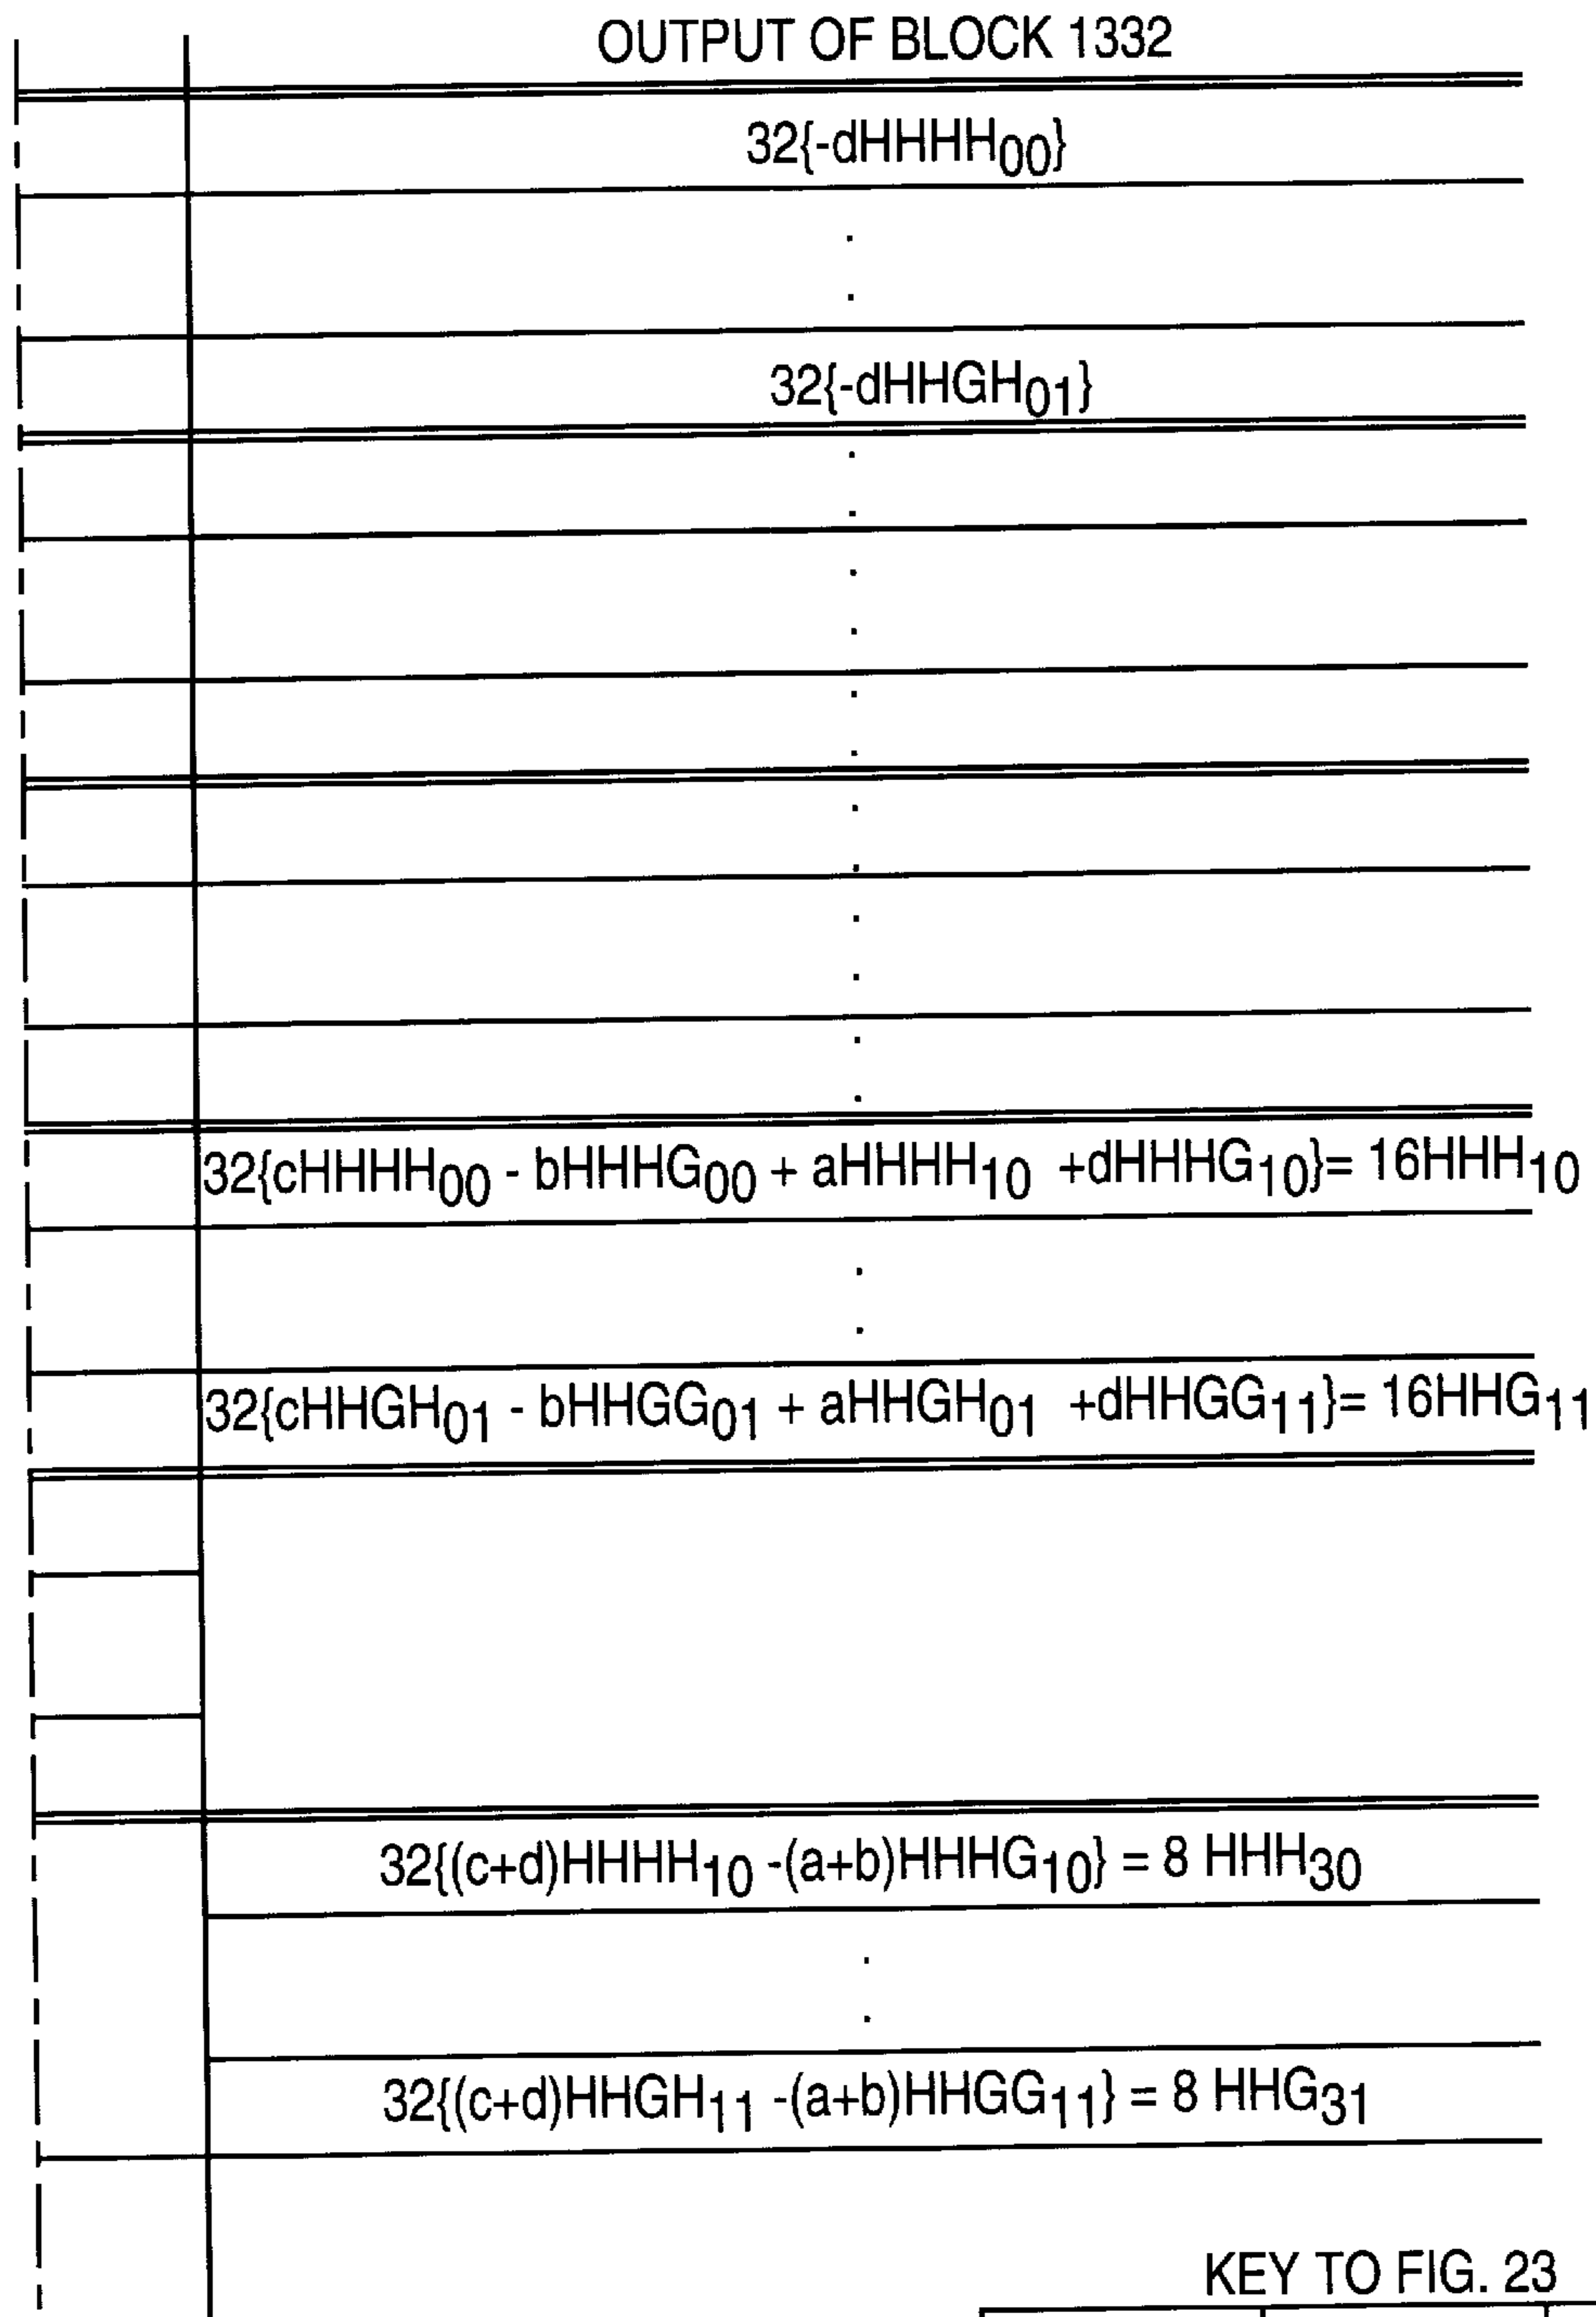 OUTPUT OF BLOCK 1332
32{-dHHHH₀₀}
.
.
32{-dHHGH₀₁}
.
.
.
.
.
.
.
.
.
.
.
.
32{cHHHH₀₀ - bHHHG₀₀ + aHHHH₁₀ +dHHHG₁₀}= 16HHH₁₀
.
.
32{cHHGH₀₁ - bHHGG₀₁ + aHHGH₀₁ +dHHGG₁₁}= 16HHG₁₁
32{(c+d)HHHH₁₀ -(a+b)HHHG₁₀} = 8 HHH₃₀
.
.
32{(c+d)HHGH₁₁ -(a+b)HHGG₁₁} = 8 HHG₃₁
KEY TO FIG. 23